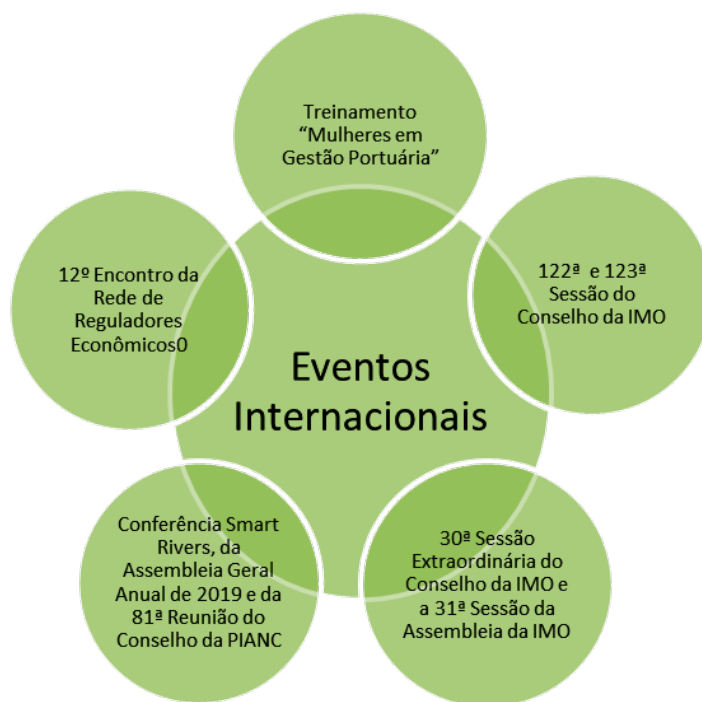 Treinamento
“Mulheres em
Gestão Portuária”
122ª e 123ª
Sessão do
Conselho da IMO
12º Encontro da
Rede de
Reguladores
Econômicos0
Eventos
Internacionais
Conferência Smart
Rivers, da
Assembleia Geral
Anual de 2019 e da
81ª Reunião do
Conselho da PIANC
30ª Sessão
Extraordinária do
Conselho da IMO e
a 31ª Sessão da
Assembleia da IMO